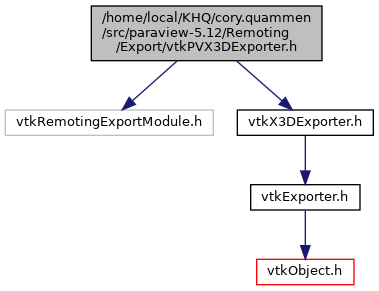 /home/local/KHQ/cory.quammen
/src/paraview-5.12/Remoting
/Export/vtkPVX3DExporter.h
vtkRemotingExportModule.h
vtkX3DExporter.h
vtkExporter.h
vtkObject.h